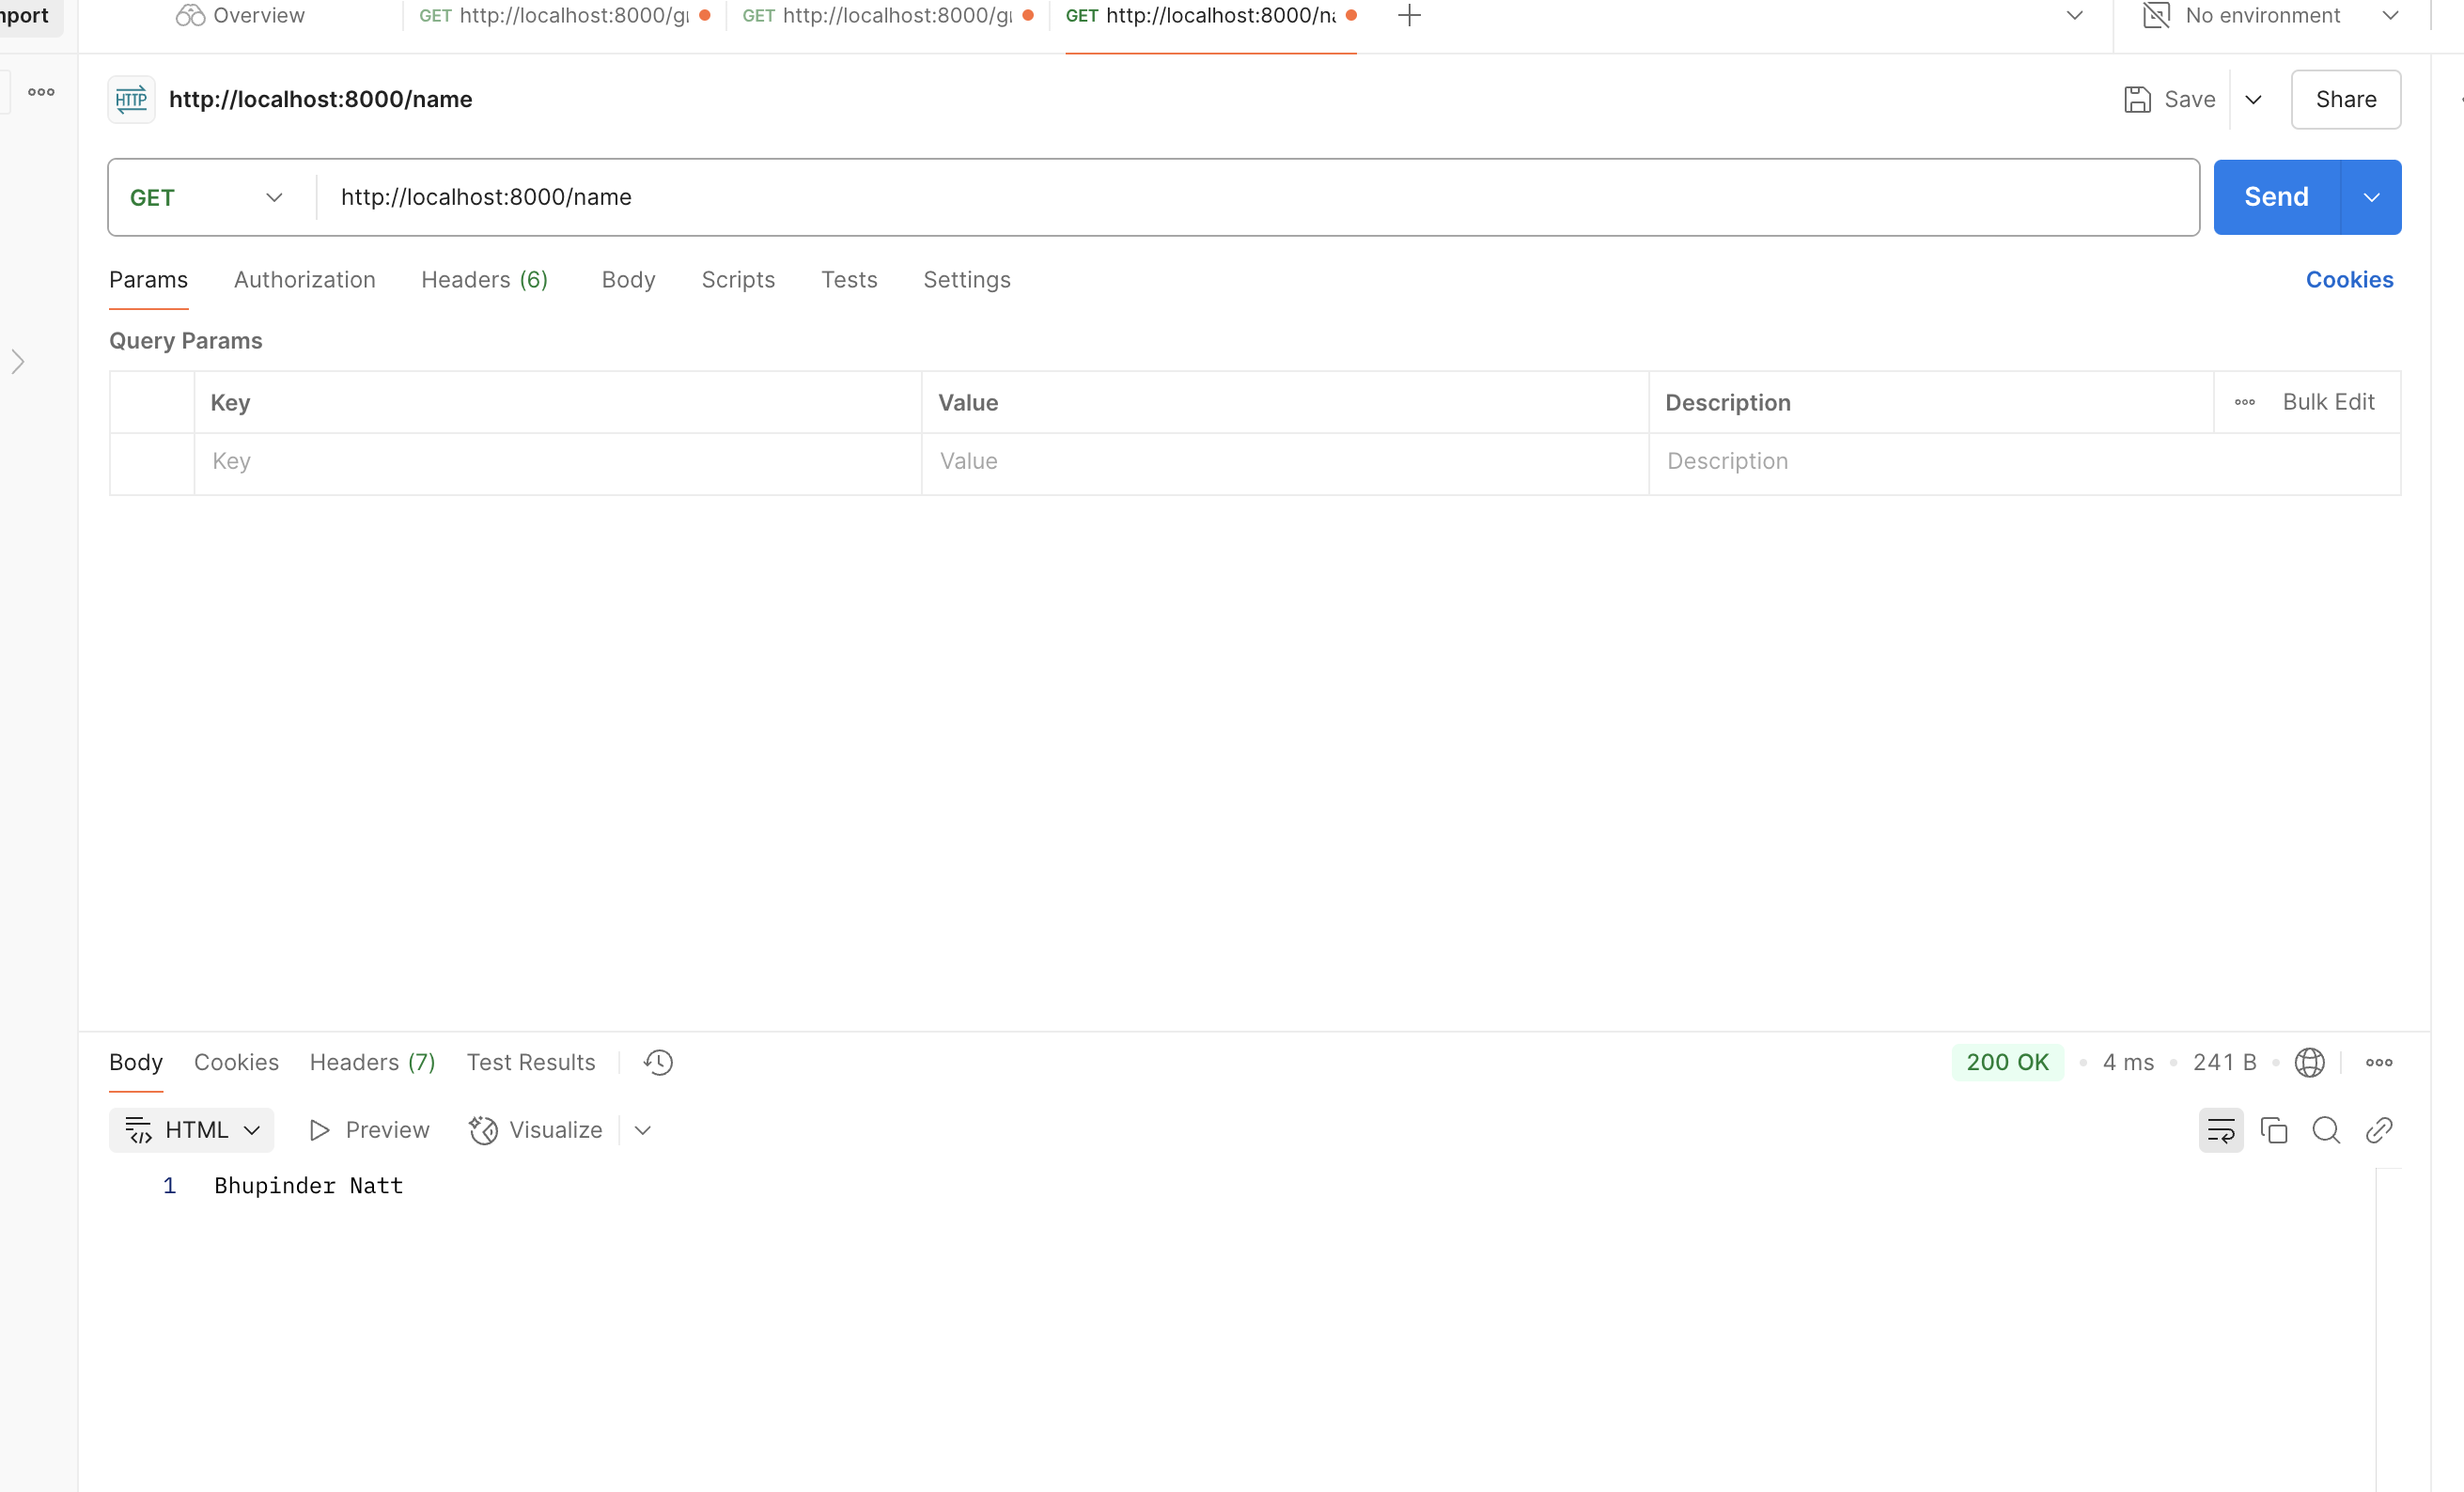 Overview GET http://localhost:8000/ GET http://localhost:8000/ GET http://localhost:8000/ No environment
HTTP http://localhost:8000/name Save Share
GET http://localhost:8000/name Send
Params Authorization Headers (6) Body Scripts Tests Settings Cookies
Query Params
Key Value Description Bulk Edit
Key Value Description
Body Cookies Headers (7) Test Results 200 OK • 4 ms • 241 B •
HTML Preview Visualize
1 Bhupinder Natt